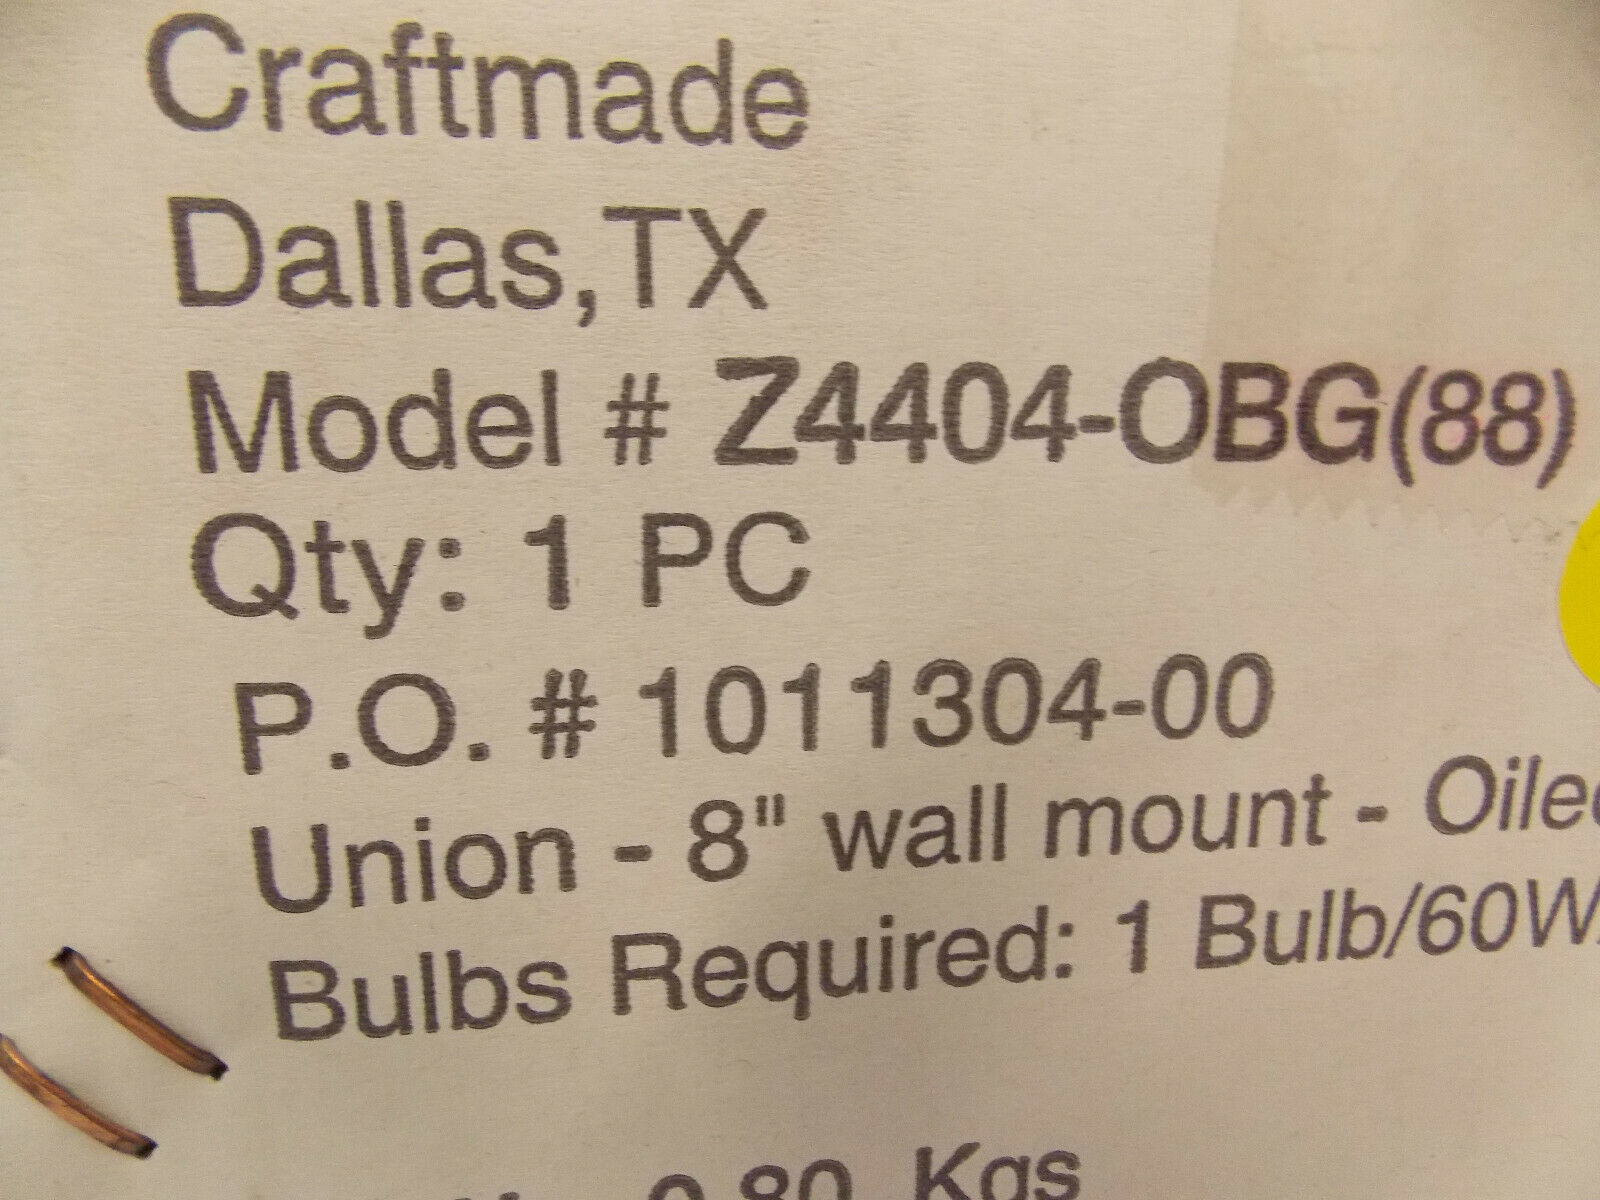 Craftmade
Dallas,TX
Model # Z4404-OBG(88)
Qty: 1 PC
P.O. # 1011304-00
Union - 8" wall mount -
Bulbs Required: 1 Bulb/60W
0.80 Kgs